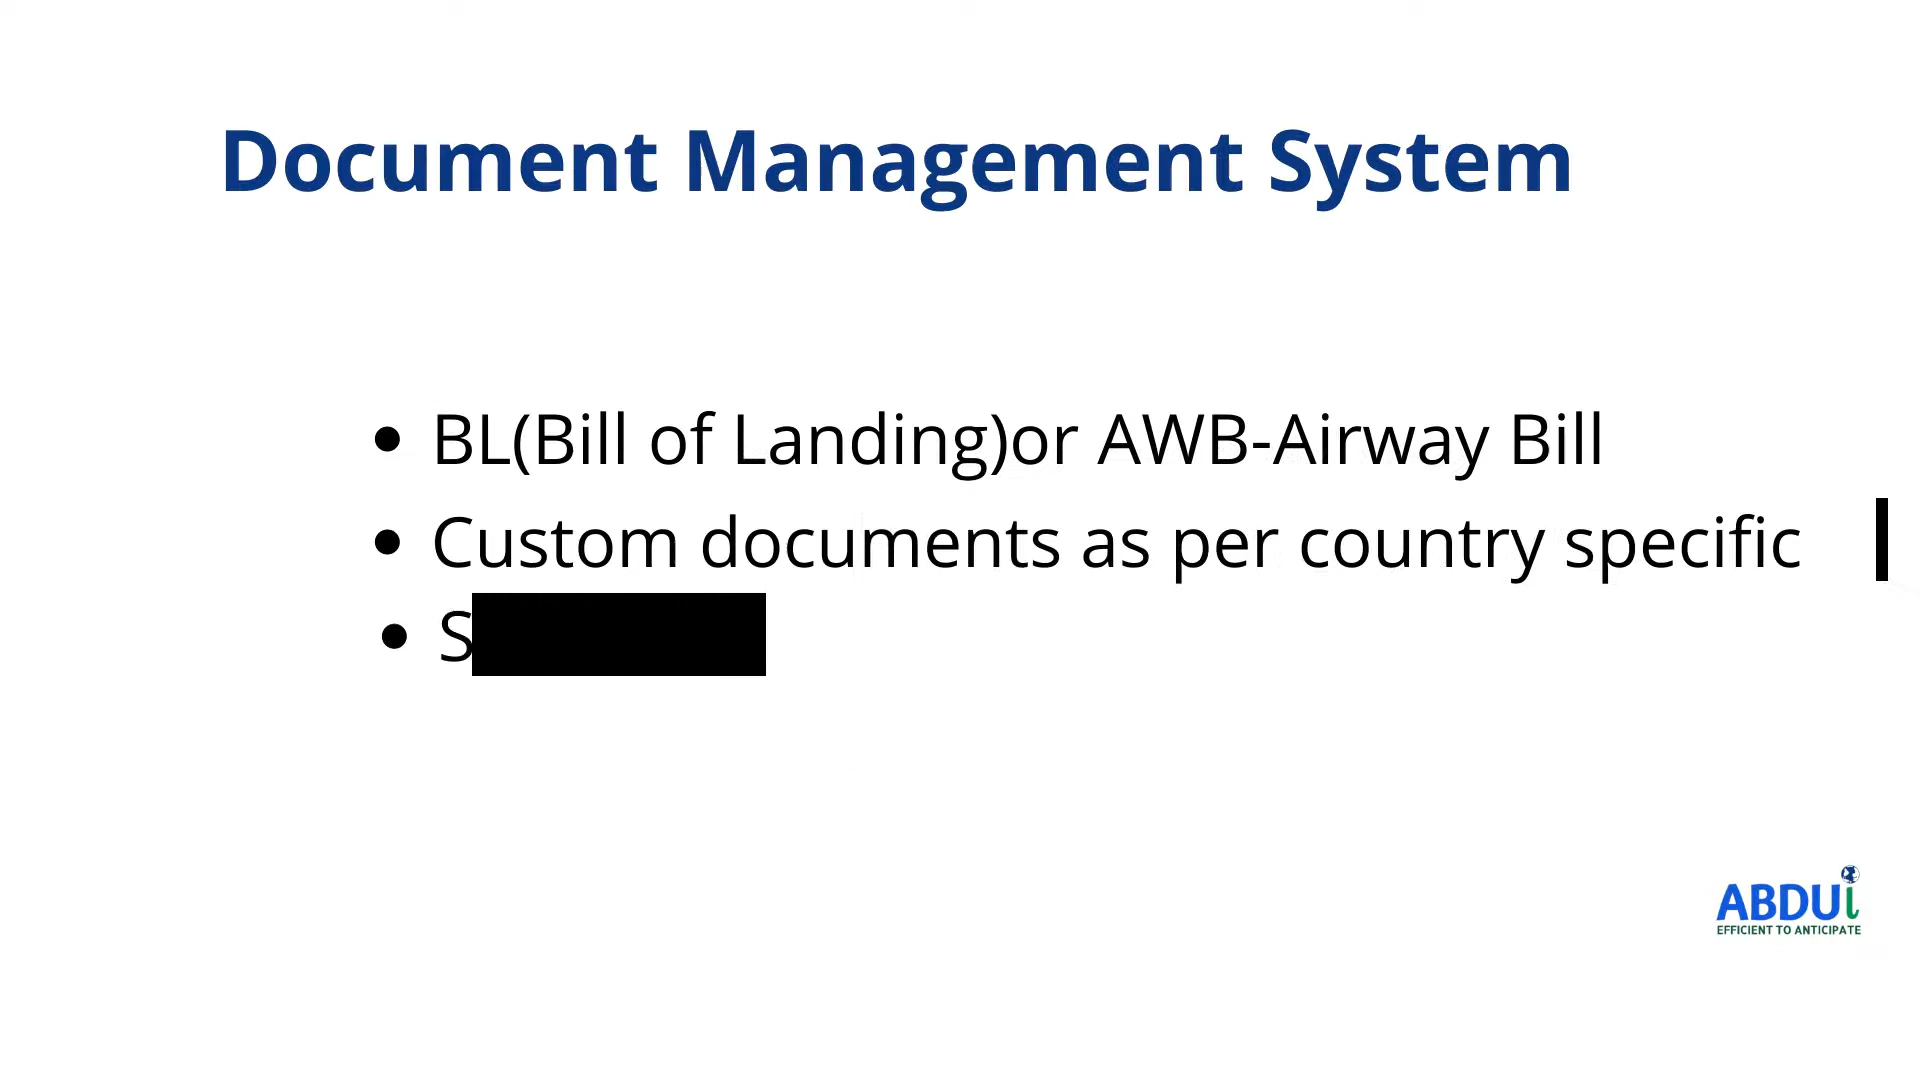 Document Management System
• BL(Bill of Landing)or AWB-Airway Bill
• Custom documents as per country specific
• S
ABDUi
EFFICIENT TO ANTICIPATE